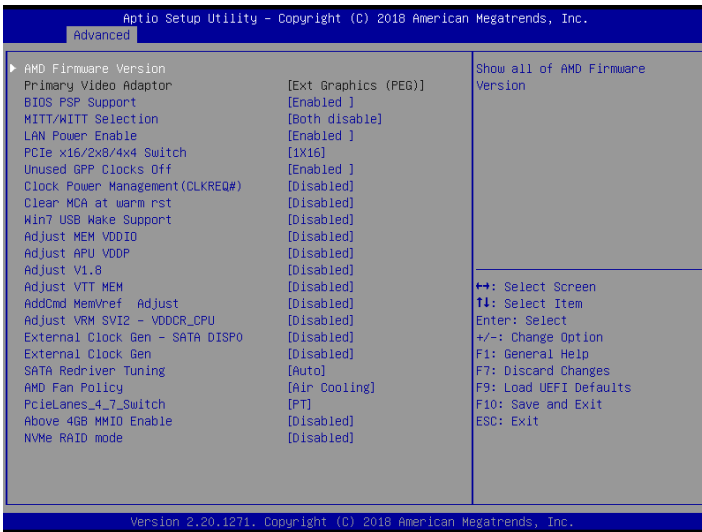 Aptio Setup Utility – Copyright (C) 2018 American Megatrends, Inc.
Advanced
AMD Firmware Version
Primary Video Adaptor [Ext Graphics (PEG)]
BIOS PSP Support [Enabled ]
MITT/WITT Selection [Both disable]
LAN Power Enable [Enabled ]
PCIe x16/2x8/4x4 Switch [1X16]
Unused GPP Clocks Off [Enabled ]
Clock Power Management(CLKREQ#) [Disabled]
Clear MCA at warm rst [Disabled]
Win7 USB Wake Support [Disabled]
Adjust MEM VDDIO [Disabled]
Adjust APU VDDP [Disabled]
Adjust V1.8 [Disabled]
Adjust VTT MEM [Disabled]
AddCmd MemVref Adjust [Disabled]
Adjust VRM SVI2 – VDDCR_CPU [Disabled]
External Clock Gen – SATA DISPO [Disabled]
External Clock Gen [Disabled]
SATA Redriver Tuning [Auto]
AMD Fan Policy [Air Cooling]
PcieLanes_4_7_Switch [PT]
Above 4GB MMIO Enable [Disabled]
NVMe RAID mode [Disabled]
Show all of AMD Firmware
Version
↔: Select Screen
↑↓: Select Item
Enter: Select
+/-: Change Option
F1: General Help
F7: Discard Changes
F9: Load UEFI Defaults
F10: Save and Exit
ESC: Exit
Version 2.20.1271. Copyright (C) 2018 American Megatrends, Inc.